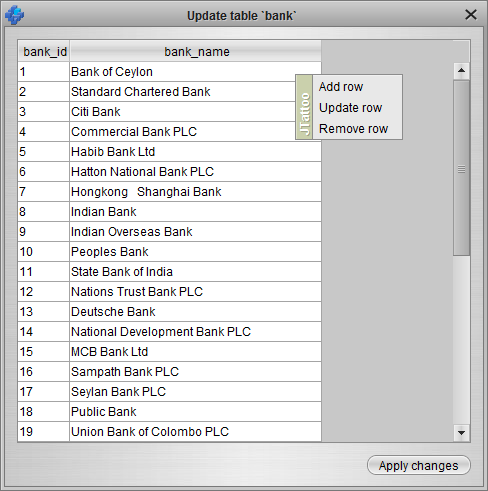 Update table `bank`
bank_id bank_name
1 Bank of Ceylon
2 Standard Chartered Bank
3 Citi Bank
4 Commercial Bank PLC
5 Habib Bank Ltd
6 Hatton National Bank PLC
7 Hongkong   Shanghai Bank
8 Indian Bank
9 Indian Overseas Bank
10 Peoples Bank
11 State Bank of India
12 Nations Trust Bank PLC
13 Deutsche Bank
14 National Development Bank PLC
15 MCB Bank Ltd
16 Sampath Bank PLC
17 Seylan Bank PLC
18 Public Bank
19 Union Bank of Colombo PLC
JTattoo
Add row
Update row
Remove row
Apply changes